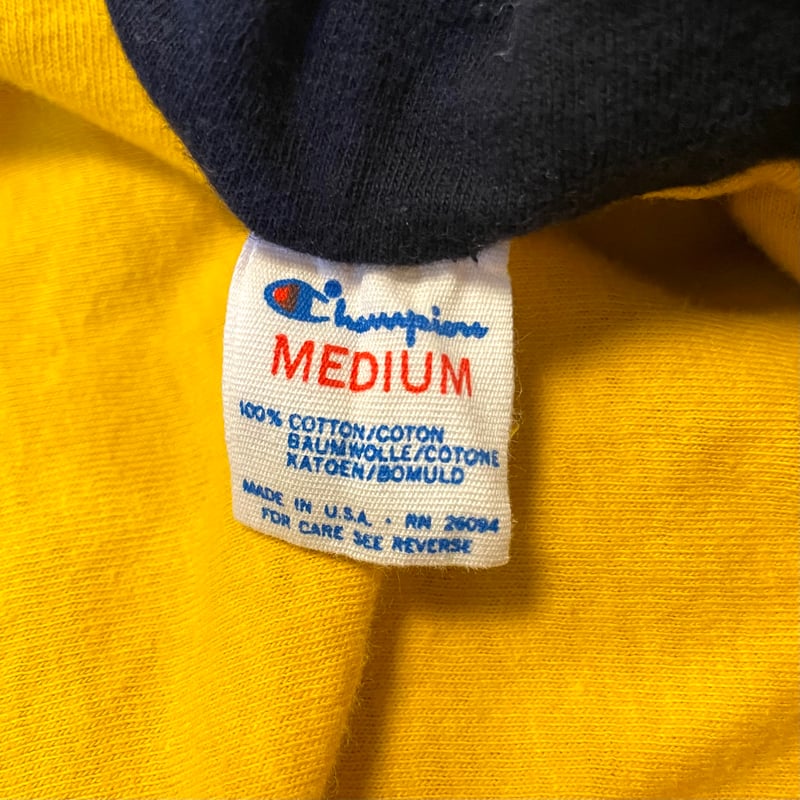 Champion
MEDIUM
100% COTTON/COTON
BAUMWOLLE/COTONE
KATOEN/BOMULD
MADE IN U.S.A. · RN 26094
FOR CARE SEE REVERSE